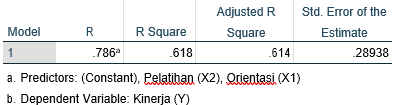 Adjusted R Std. Error of the
Model R R Square Square Estimate
1 .786ᵃ .618 .614 .28938
a. Predictors: (Constant), Pelatihan (X2), Orientasi (X1)
b. Dependent Variable: Kinerja (Y)